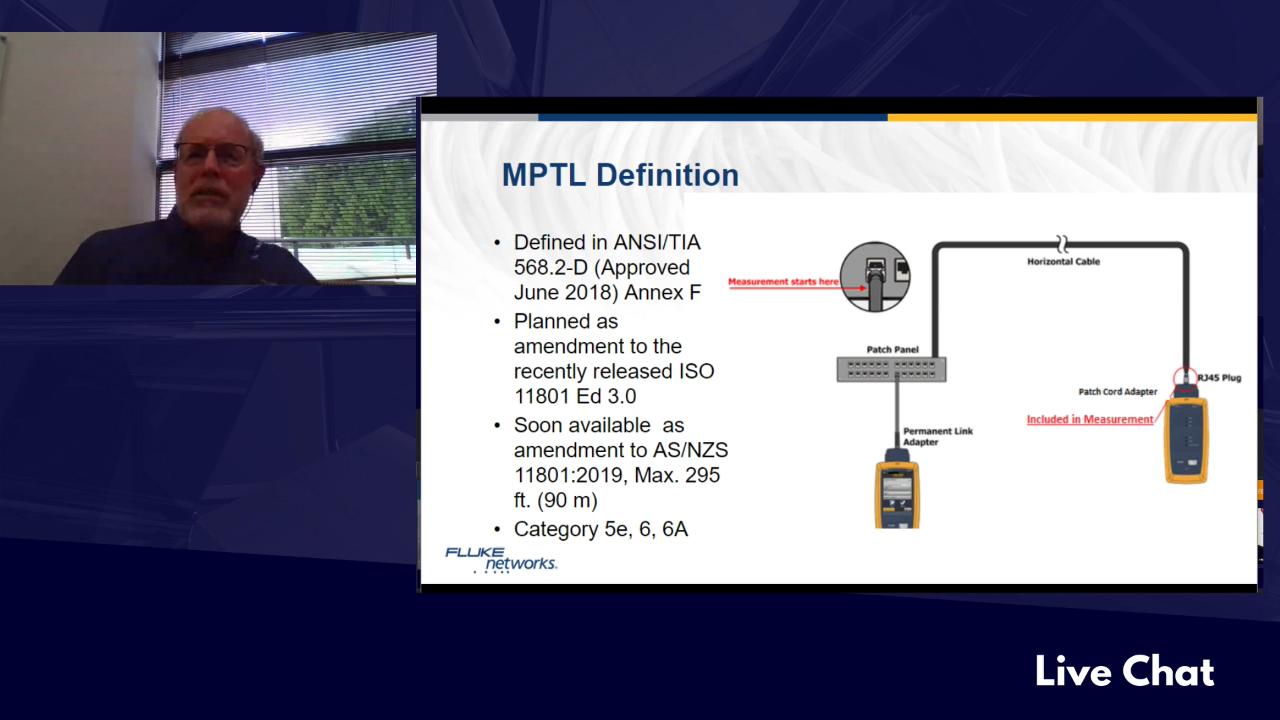 MPTL Definition
• Defined in ANSI/TIA
568.2-D (Approved
June 2018) Annex F
• Planned as
amendment to the
recently released ISO
11801 Ed 3.0
• Soon available as
amendment to AS/NZS
11801:2019, Max. 295
ft. (90 m)
• Category 5e, 6, 6A
Measurement starts here
Horizontal Cable
Patch Panel
RJ45 Plug
Patch Cord Adapter
Included in Measurement
Permanent Link
Adapter
FLUKE
networks®
Live Chat